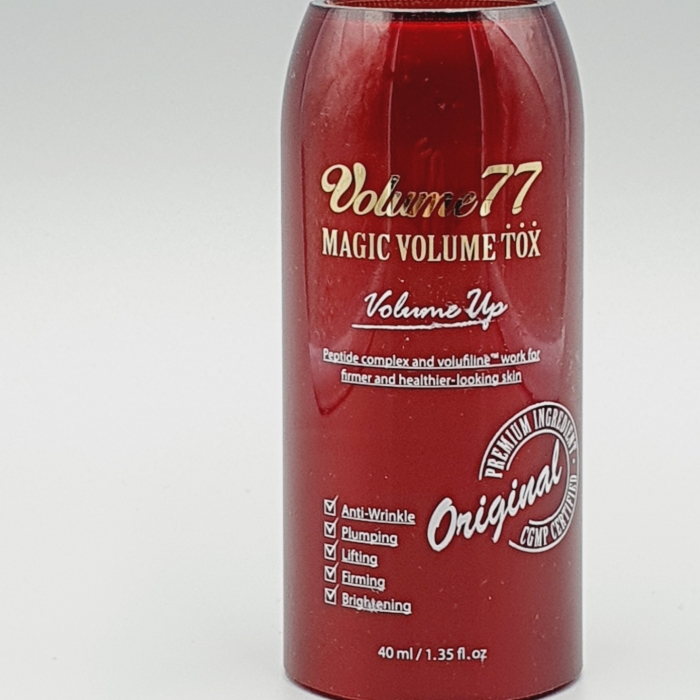 Volume77
MAGIC VOLUME TÖẌ
Volume Up
Peptide complex and volufiline™ work for
firmer and healthier-looking skin
PREMIUM INGREDIENT
Original
CGMP CERTIFIED
Anti-Wrinkle
Plumping
Lifting
Firming
Brightening
40 ml / 1.35 fl.oz